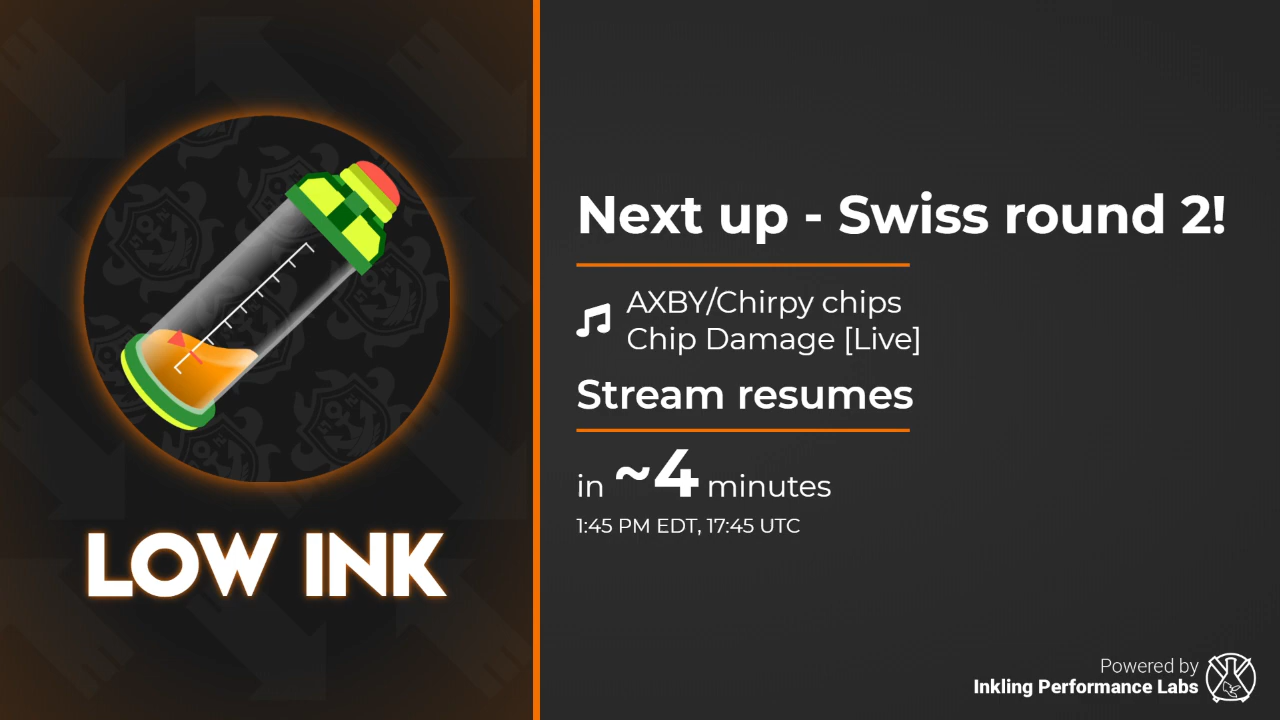 LOW INK
Next up - Swiss round 2!
AXBY/Chirpy chips
Chip Damage [Live]
Stream resumes
in ~4 minutes
1:45 PM EDT, 17:45 UTC
Powered by
Inkling Performance Labs